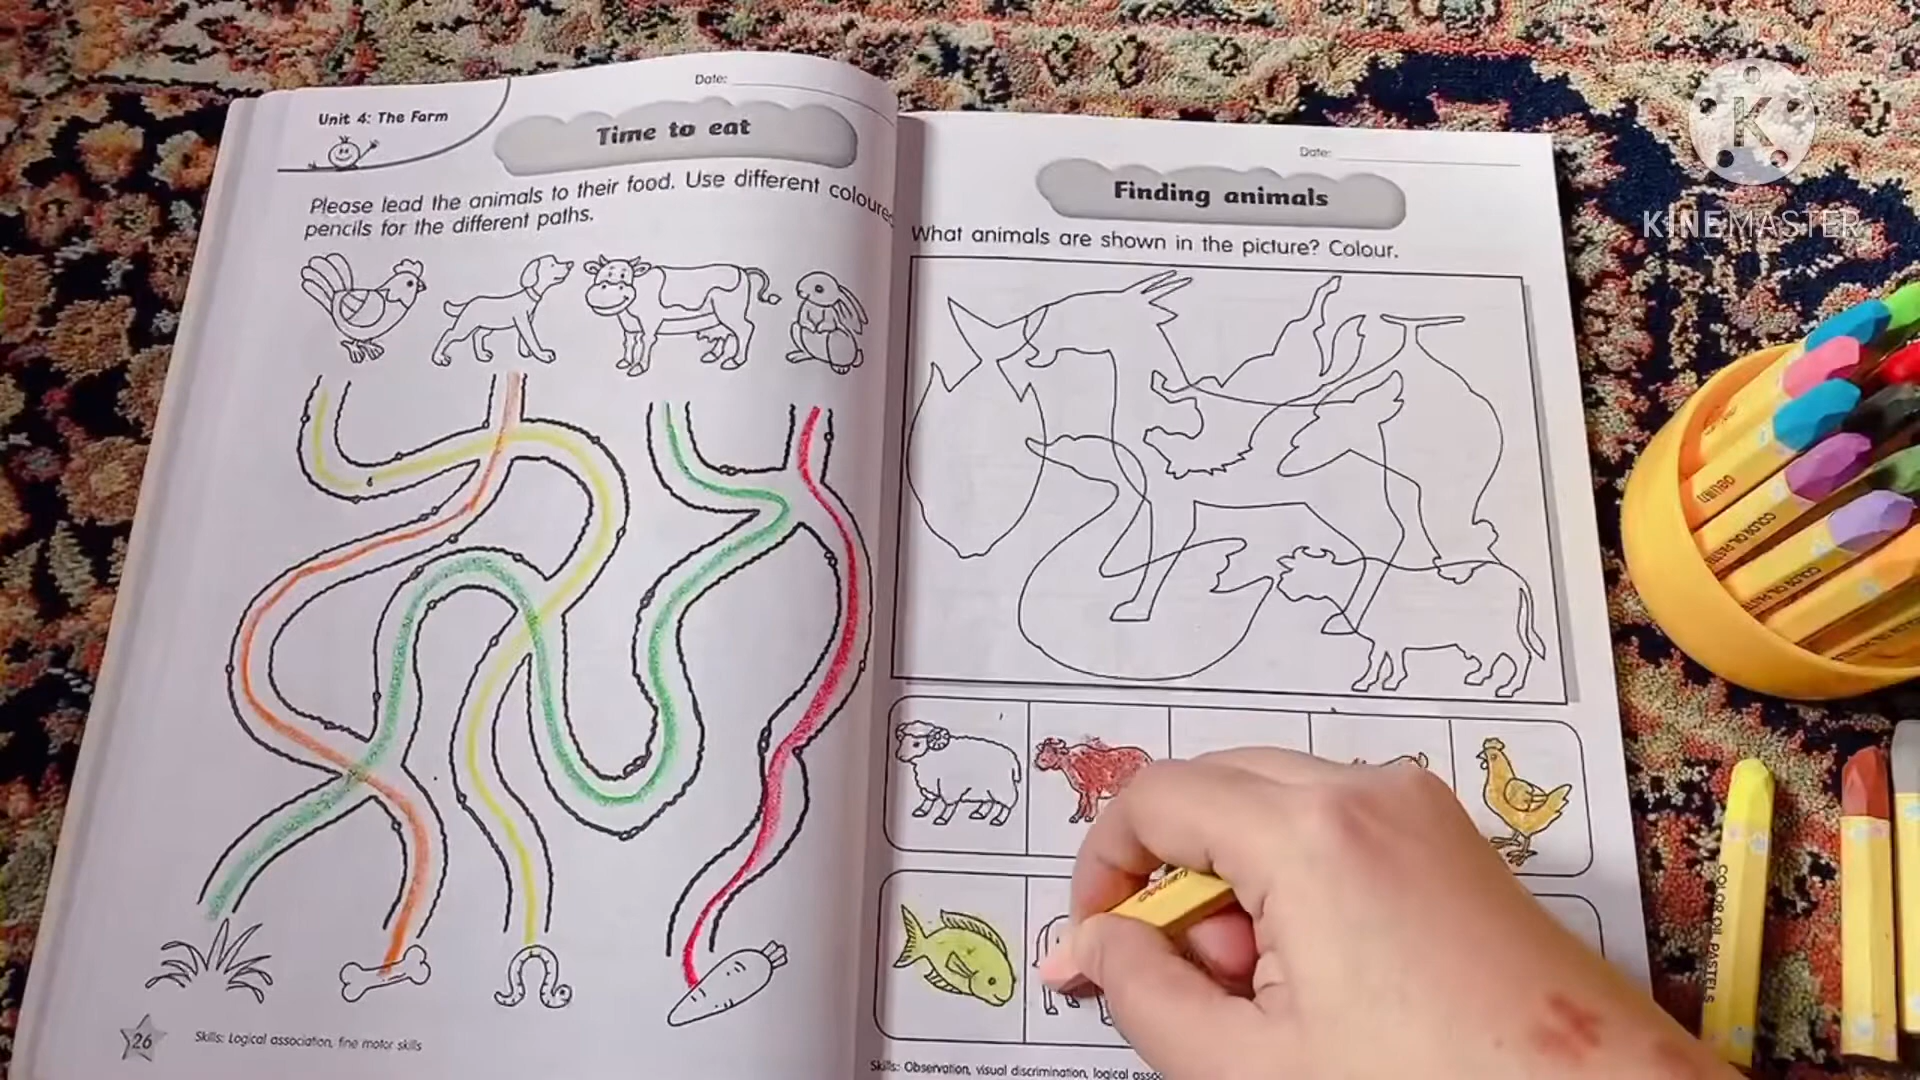 Date:
Unit 4: The Farm
Time to eat
Please lead the animals to their food. Use different coloured
pencils for the different paths.
26
Skills: Logical association, fine motor skills
Date:
Finding animals
What animals are shown in the picture? Colour.
Skills: Observation, visual discrimination, logical
K
KINEMASTER
COLOR OIL PASTELS